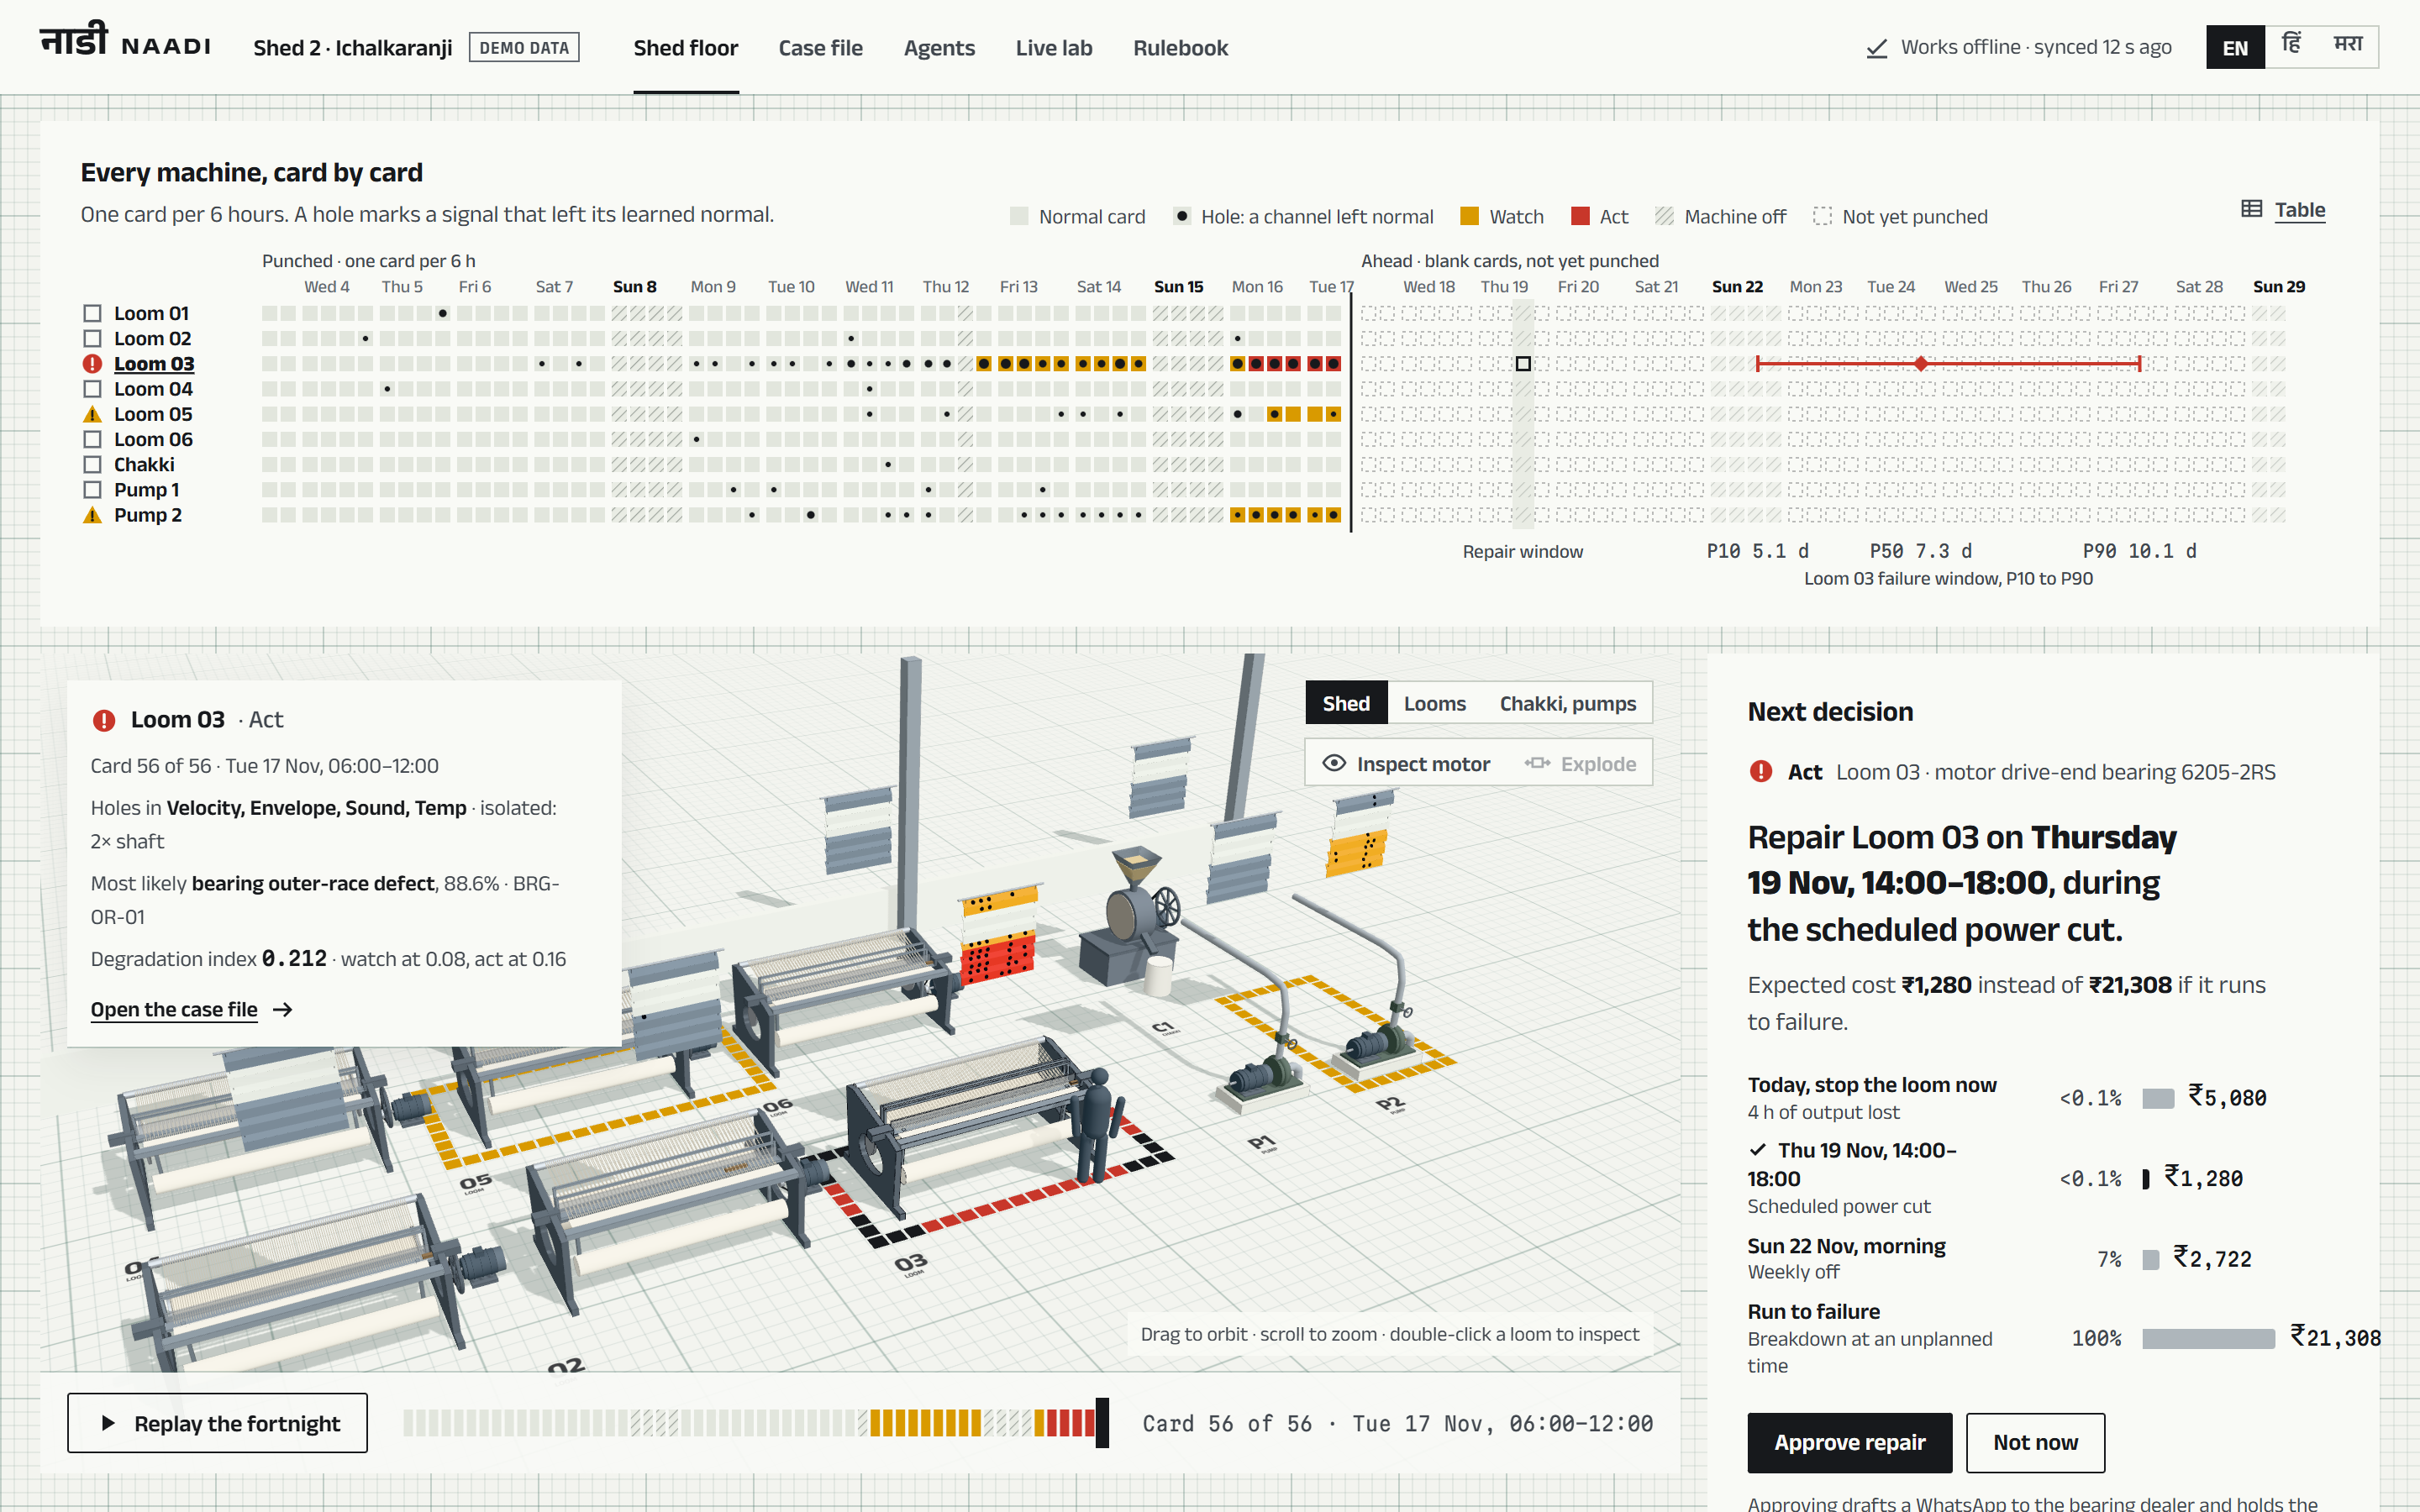 नाडी NAADI
Shed 2 · Ichalkaranji
DEMO DATA
Shed floor
Case file
Agents
Live lab
Rulebook
Works offline · synced 12 s ago
EN
हिं
मरा
Every machine, card by card
One card per 6 hours. A hole marks a signal that left its learned normal.
Normal card
Hole: a channel left normal
Watch
Act
Machine off
Not yet punched
Table
Punched · one card per 6 h
Ahead · blank cards, not yet punched
Wed 4 Thu 5 Fri 6 Sat 7 Sun 8 Mon 9 Tue 10 Wed 11 Thu 12 Fri 13 Sat 14 Sun 15 Mon 16 Tue 17 Wed 18 Thu 19 Fri 20 Sat 21 Sun 22 Mon 23 Tue 24 Wed 25 Thu 26 Fri 27 Sat 28 Sun 29
Loom 01
Loom 02
Loom 03
Loom 04
Loom 05
Loom 06
Chakki
Pump 1
Pump 2
Repair window
P10 5.1 d
P50 7.3 d
P90 10.1 d
Loom 03 failure window, P10 to P90
Loom 03 · Act
Card 56 of 56 · Tue 17 Nov, 06:00–12:00
Holes in Velocity, Envelope, Sound, Temp · isolated:
2× shaft
Most likely bearing outer-race defect, 88.6% · BRG-
OR-01
Degradation index 0.212 · watch at 0.08, act at 0.16
Open the case file
Shed
Looms
Chakki, pumps
Inspect motor
Explode
C1
P2
PUMP
P1
PUMP
06
LOOM
05
LOOM
03
LOOM
02
Drag to orbit · scroll to zoom · double-click a loom to inspect
Replay the fortnight
Card 56 of 56 · Tue 17 Nov, 06:00–12:00
Next decision
Act Loom 03 · motor drive-end bearing 6205-2RS
Repair Loom 03 on Thursday
19 Nov, 14:00–18:00, during
the scheduled power cut.
Expected cost ₹1,280 instead of ₹21,308 if it runs
to failure.
Today, stop the loom now
4 h of output lost
<0.1%
₹5,080
Thu 19 Nov, 14:00–
18:00
Scheduled power cut
<0.1%
₹1,280
Sun 22 Nov, morning
Weekly off
7%
₹2,722
Run to failure
Breakdown at an unplanned
time
100%
₹21,308
Approve repair
Not now
Approving drafts a WhatsApp to the bearing dealer and holds the